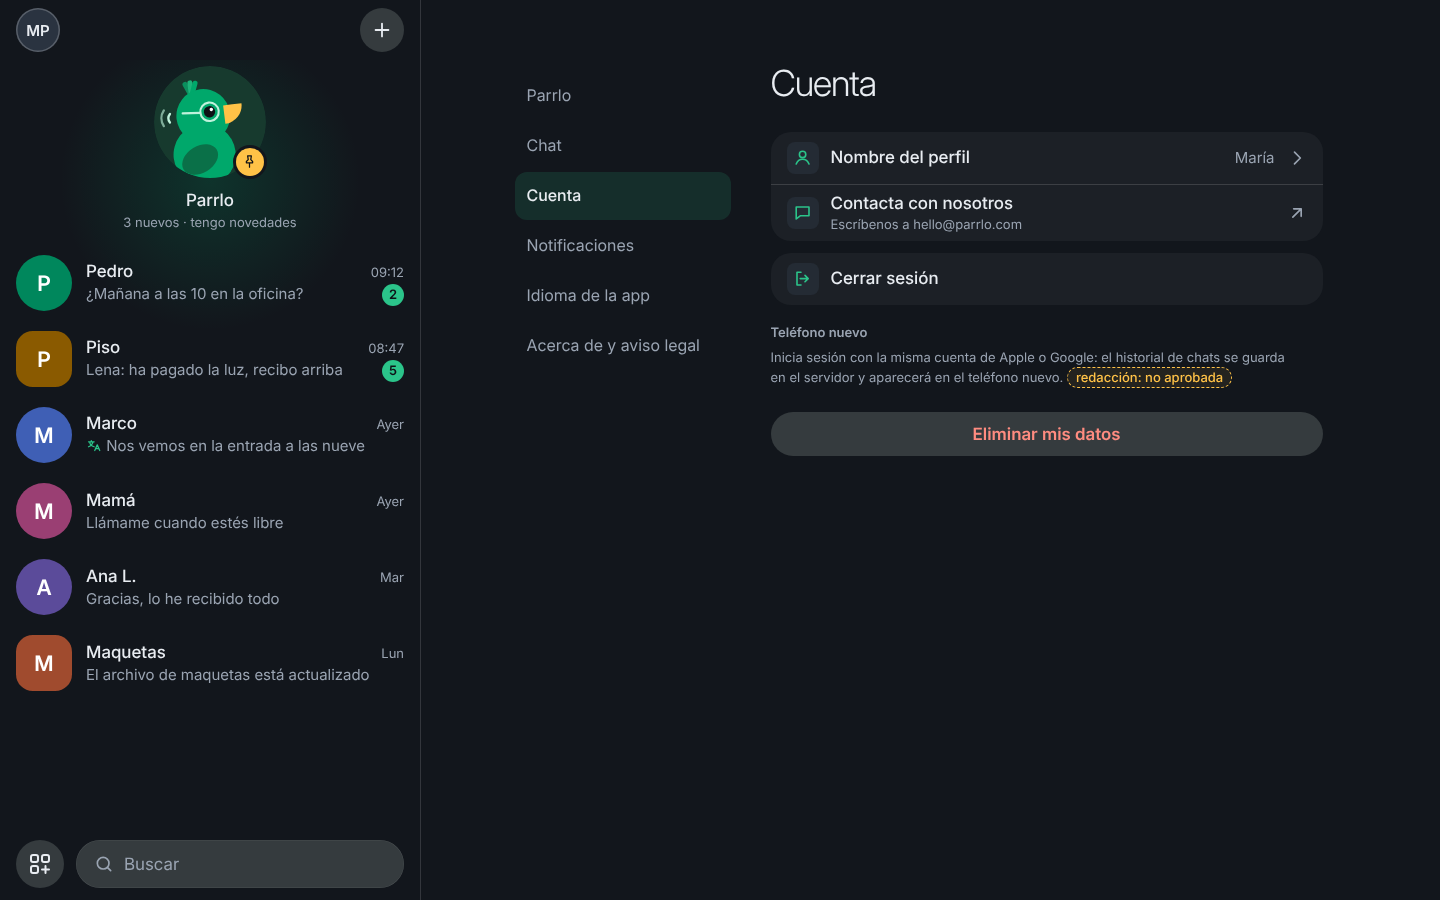 MP
Parrlo
3 nuevos · tengo novedades
P
Pedro
09:12
¿Mañana a las 10 en la oficina?
2
P
Piso
08:47
Lena: ha pagado la luz, recibo arriba
5
M
Marco
Ayer
Nos vemos en la entrada a las nueve
M
Mamá
Ayer
Llámame cuando estés libre
A
Ana L.
Mar
Gracias, lo he recibido todo
M
Maquetas
Lun
El archivo de maquetas está actualizado
Buscar
Parrlo
Chat
Cuenta
Notificaciones
Idioma de la app
Acerca de y aviso legal
Cuenta
Nombre del perfil
María
Contacta con nosotros
Escríbenos a hello@parrlo.com
Cerrar sesión
Teléfono nuevo
Inicia sesión con la misma cuenta de Apple o Google: el historial de chats se guarda
en el servidor y aparecerá en el teléfono nuevo. redacción: no aprobada
Eliminar mis datos